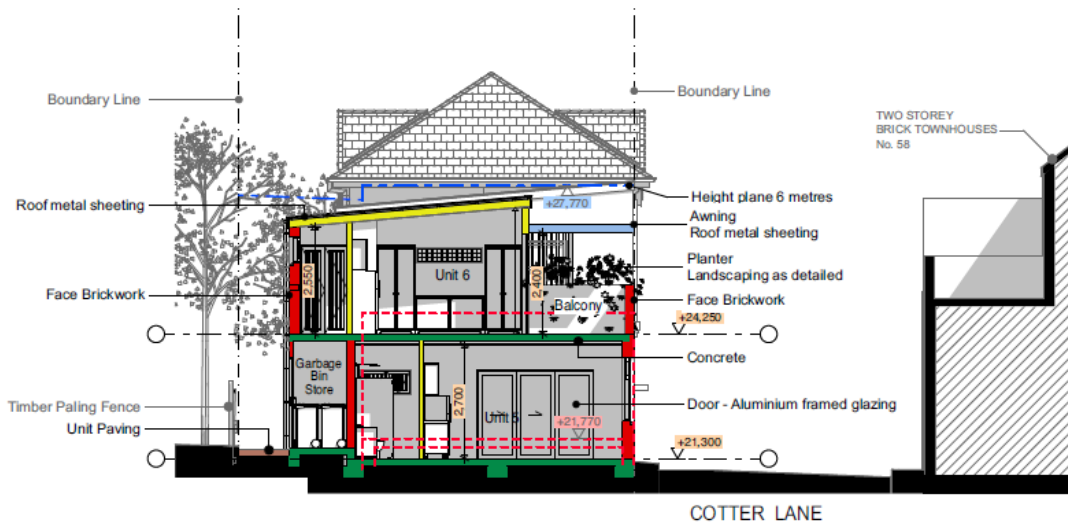 Boundary Line
Boundary Line
TWO STOREY
BRICK TOWNHOUSES
No. 58
Roof metal sheeting
+27,770
Height plane 6 metres
Awning
Roof metal sheeting
Unit 6
2,550
2,400
Planter
Landscaping as detailed
Face Brickwork
Balcony
Face Brickwork
+24,250
Concrete
Garbage
Bin
Store
Timber Paling Fence
2,700
Unit 5
Door - Aluminium framed glazing
+21,770
Unit Paving
+21,300
COTTER LANE